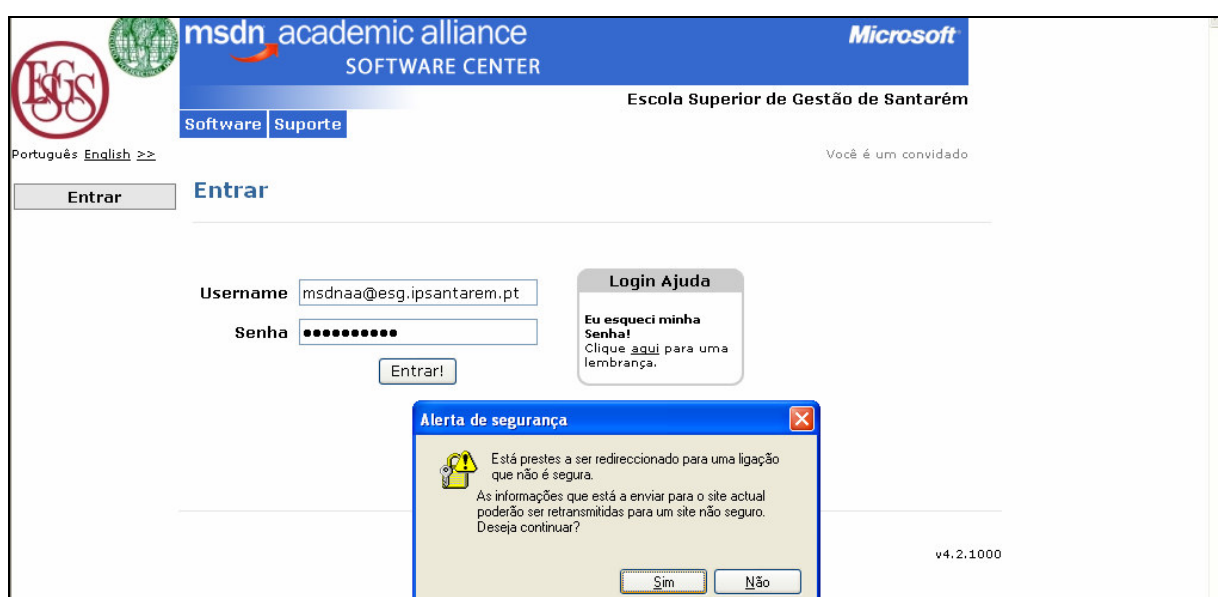 msdn academic alliance
SOFTWARE CENTER
Microsoft
ESGS
Escola Superior de Gestão de Santarém
Software Suporte
Português English >>
Você é um convidado
Entrar
Entrar
Username msdnaa@esg.ipsantarem.pt
Senha ••••••••••
Entrar!
Login Ajuda
Eu esqueci minha
Senha!
Clique aqui para uma
lembrança.
Alerta de segurança
Está prestes a ser redireccionado para uma ligação
que não é segura.
As informações que está a enviar para o site actual
poderão ser retransmitidas para um site não seguro.
Deseja continuar?
Sim Não
v4.2.1000